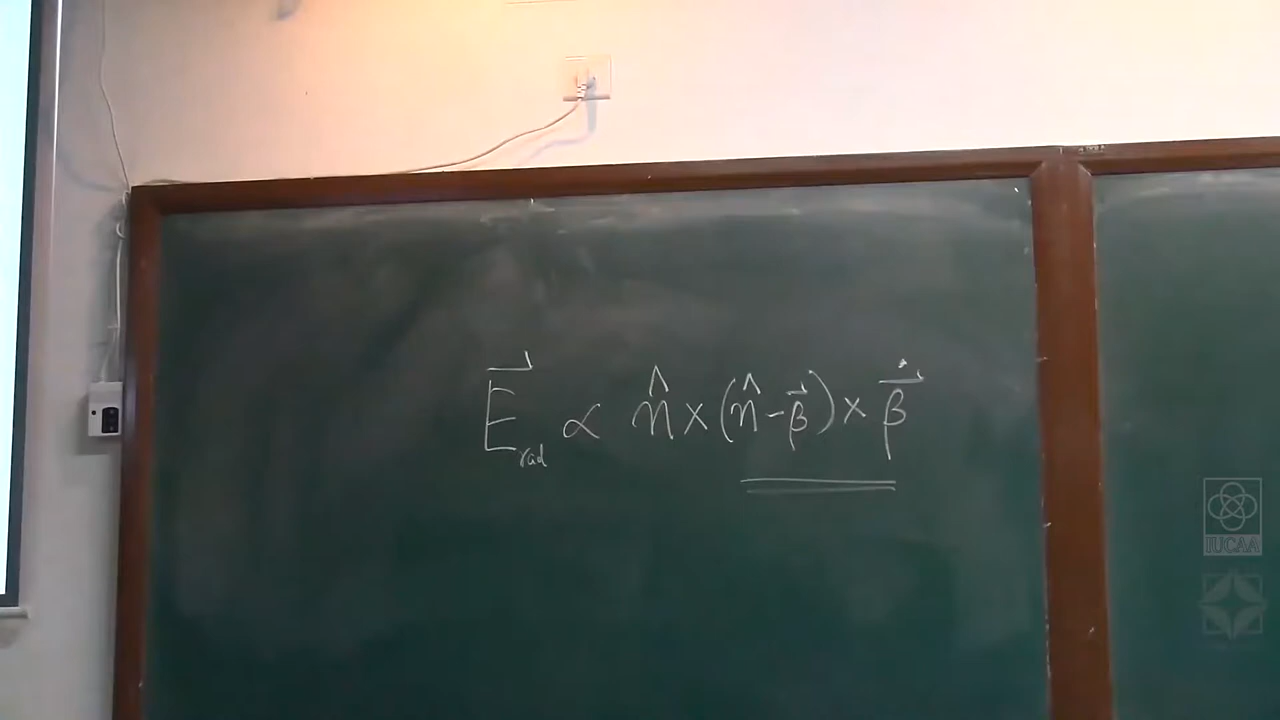 E⃗_rad ∝ n̂ × (n̂ - β⃗) × β⃗̇
IUCAA